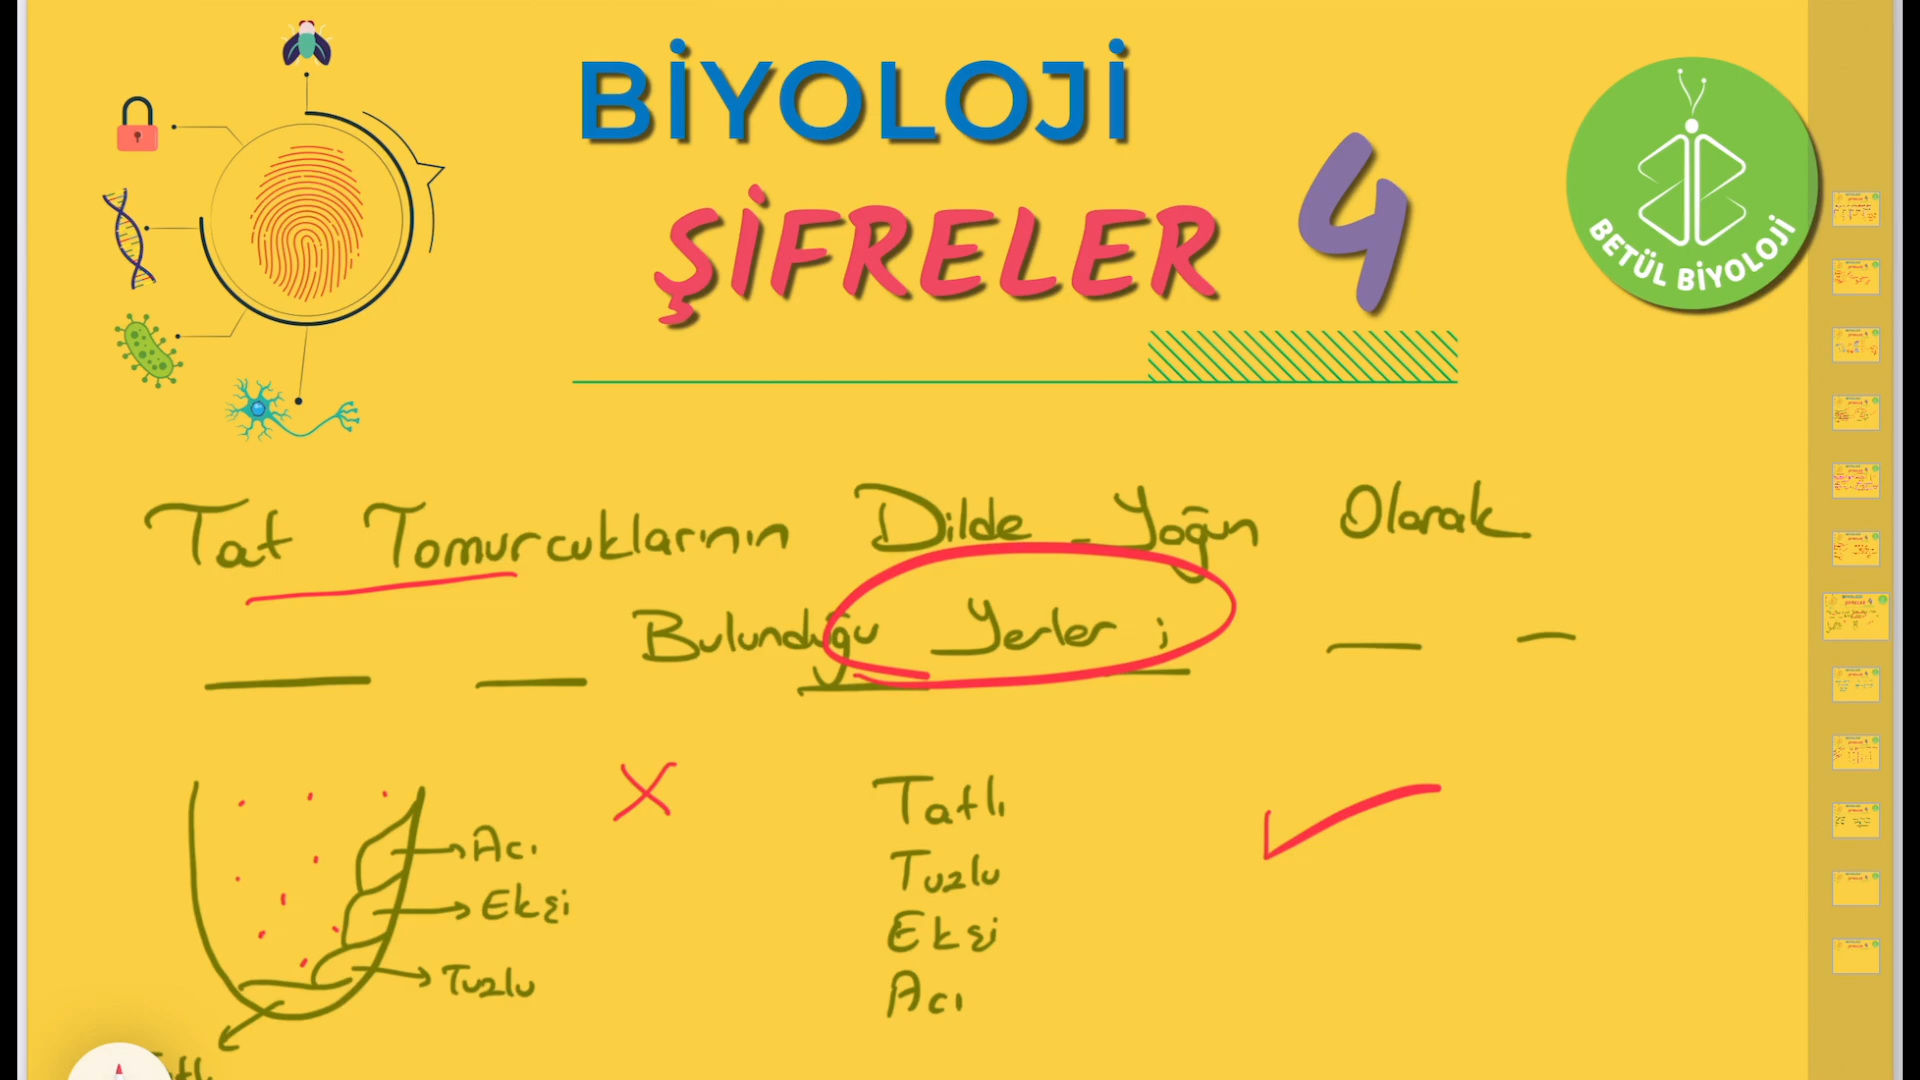 BİYOLOJİ
ŞİFRELER 4
BETÜL BİYOLOJİ
Tat Tomurcuklarının Dilde Yoğun Olarak
Bulunduğu Yerler ;
Acı
Ekşi
Tuzlu
Tatlı
Tuzlu
Ekşi
Acı